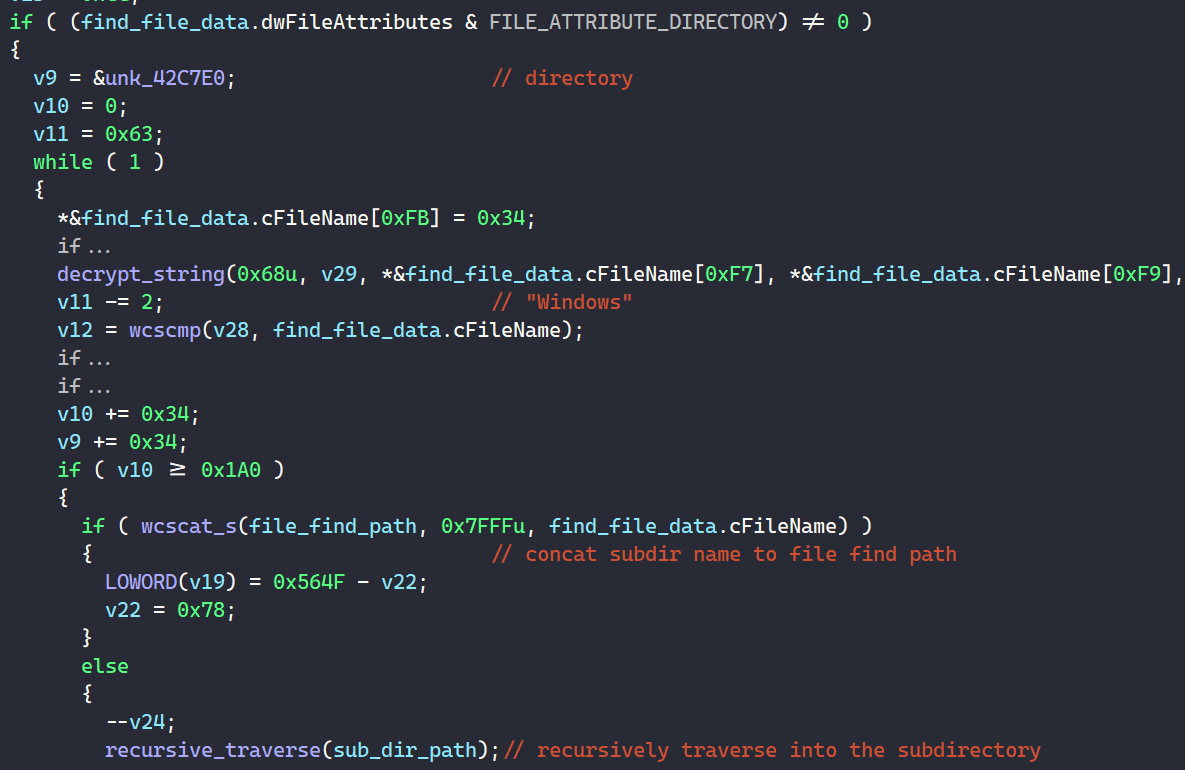 if ( (find_file_data.dwFileAttributes & FILE_ATTRIBUTE_DIRECTORY) ≠ 0 )
{
v9 = &unk_42C7E0; // directory
v10 = 0;
v11 = 0x63;
while ( 1 )
{
*&find_file_data.cFileName[0xFB] = 0x34;
if ...
decrypt_string(0x68u, v29, *&find_file_data.cFileName[0xF7], *&find_file_data.cFileName[0xF9],
v11 -= 2; // "Windows"
v12 = wcscmp(v28, find_file_data.cFileName);
if ...
if ...
v10 += 0x34;
v9 += 0x34;
if ( v10 ≥ 0x1A0 )
{
if ( wcscat_s(file_find_path, 0x7FFFu, find_file_data.cFileName) )
{ // concat subdir name to file find path
LOWORD(v19) = 0x564F - v22;
v22 = 0x78;
}
else
{
--v24;
recursive_traverse(sub_dir_path); // recursively traverse into the subdirectory